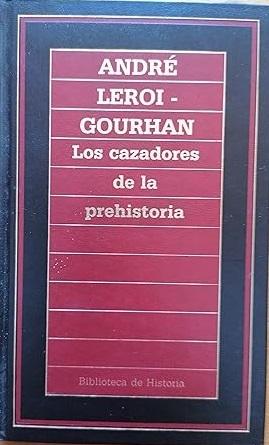 ANDRÉ
LEROI -
GOURHAN
Los cazadores
de la
prehistoria
Biblioteca de Historia